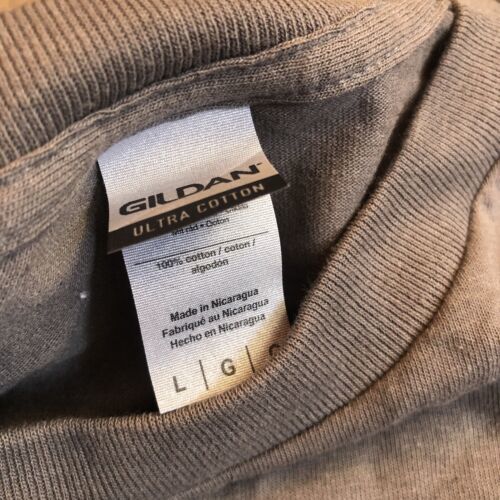 GILDAN
ULTRA COTTON
100% cotton / coton /
algodón
Made in Nicaragua
Fabriqué au Nicaragua
Hecho en Nicaragua
L | G |